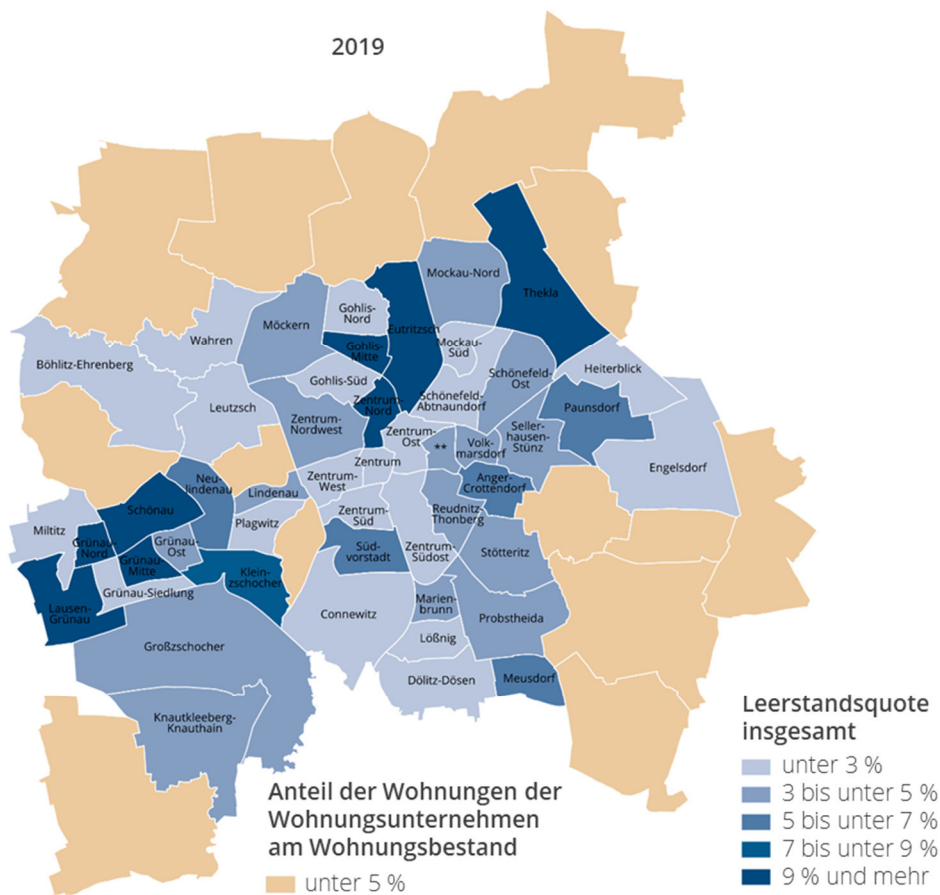 2019
Mockau-Nord
Thekla
Gohlis-
Nord
Möckern
Eutritzsch
Wahren
Gohlis-
Mitte
Mockau-
Süd
Böhlitz-Ehrenberg
Heiterblick
Schönefeld-
Ost
Gohlis-Süd
Leutzsch
Schönefeld-
Abtnaundorf
Zentrum-
Nord
Paunsdorf
Zentrum-
Nordwest
Zentrum-
Ost
**
Volk-
marsdorf
Seller-
hausen-
Stünz
Zentrum
Engelsdorf
Neu-
lindenau
Lindenau
Zentrum-
West
Anger-
Crottendorf
Schönau
Reudnitz-
Thonberg
Miltitz
Plagwitz
Zentrum-
Süd
Grünau-
Nord
Grünau-
Ost
Grünau-
Mitte
Süd-
vorstadt
Zentrum-
Südost
Stötteritz
Klein-
zschocher
Grünau-Siedlung
Lausen-
Grünau
Connewitz
Marien-
brunn
Probstheida
Lößnig
Großzschocher
Dölitz-Dösen
Meusdorf
Knautkleeberg-
Knauthain
Leerstandsquote
insgesamt
unter 3 %
3 bis unter 5 %
5 bis unter 7 %
7 bis unter 9 %
9 % und mehr
Anteil der Wohnungen der
Wohnungsunternehmen
am Wohnungsbestand
unter 5 %